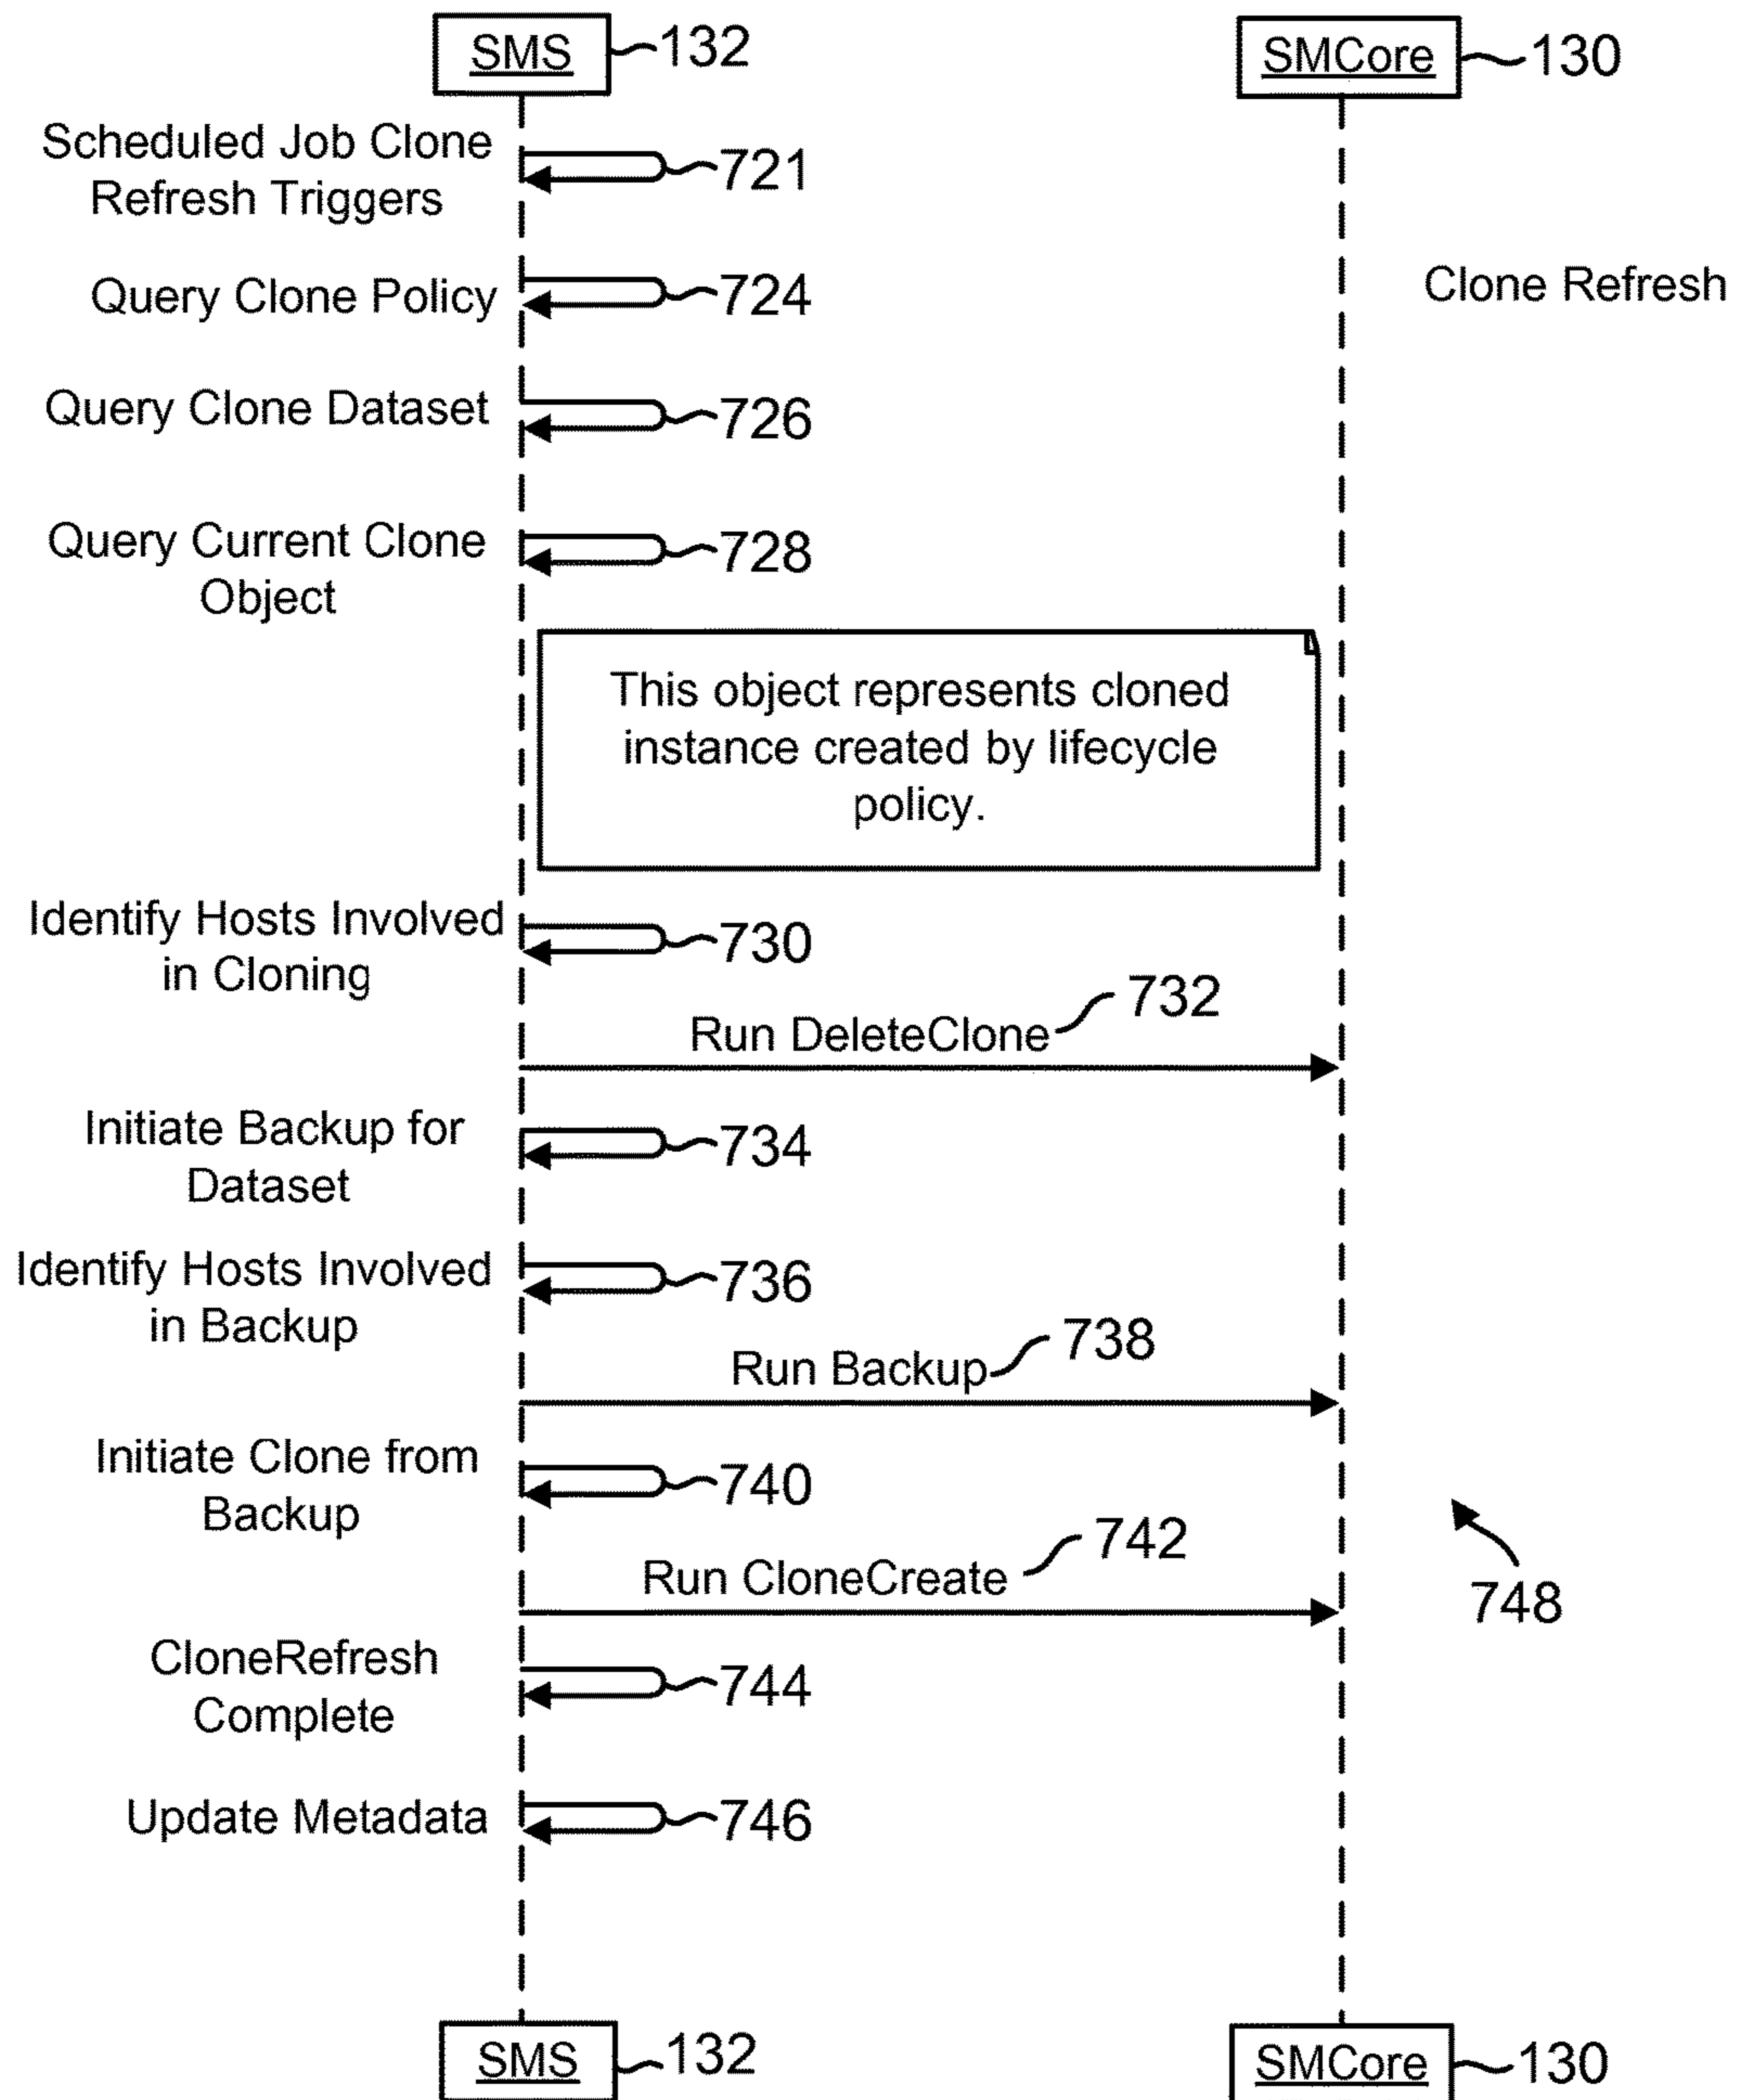 SMS 132
SMCore 130
Scheduled Job Clone
Refresh Triggers
721
Query Clone Policy 724
Clone Refresh
Query Clone Dataset 726
Query Current Clone
Object
728
This object represents cloned
instance created by lifecycle
policy.
Identify Hosts Involved
in Cloning
730
Run DeleteClone 732
Initiate Backup for
Dataset
734
Identify Hosts Involved
in Backup
736
Run Backup 738
Initiate Clone from
Backup
740
Run CloneCreate 742
748
CloneRefresh
Complete
744
Update Metadata 746
SMS 132
SMCore 130